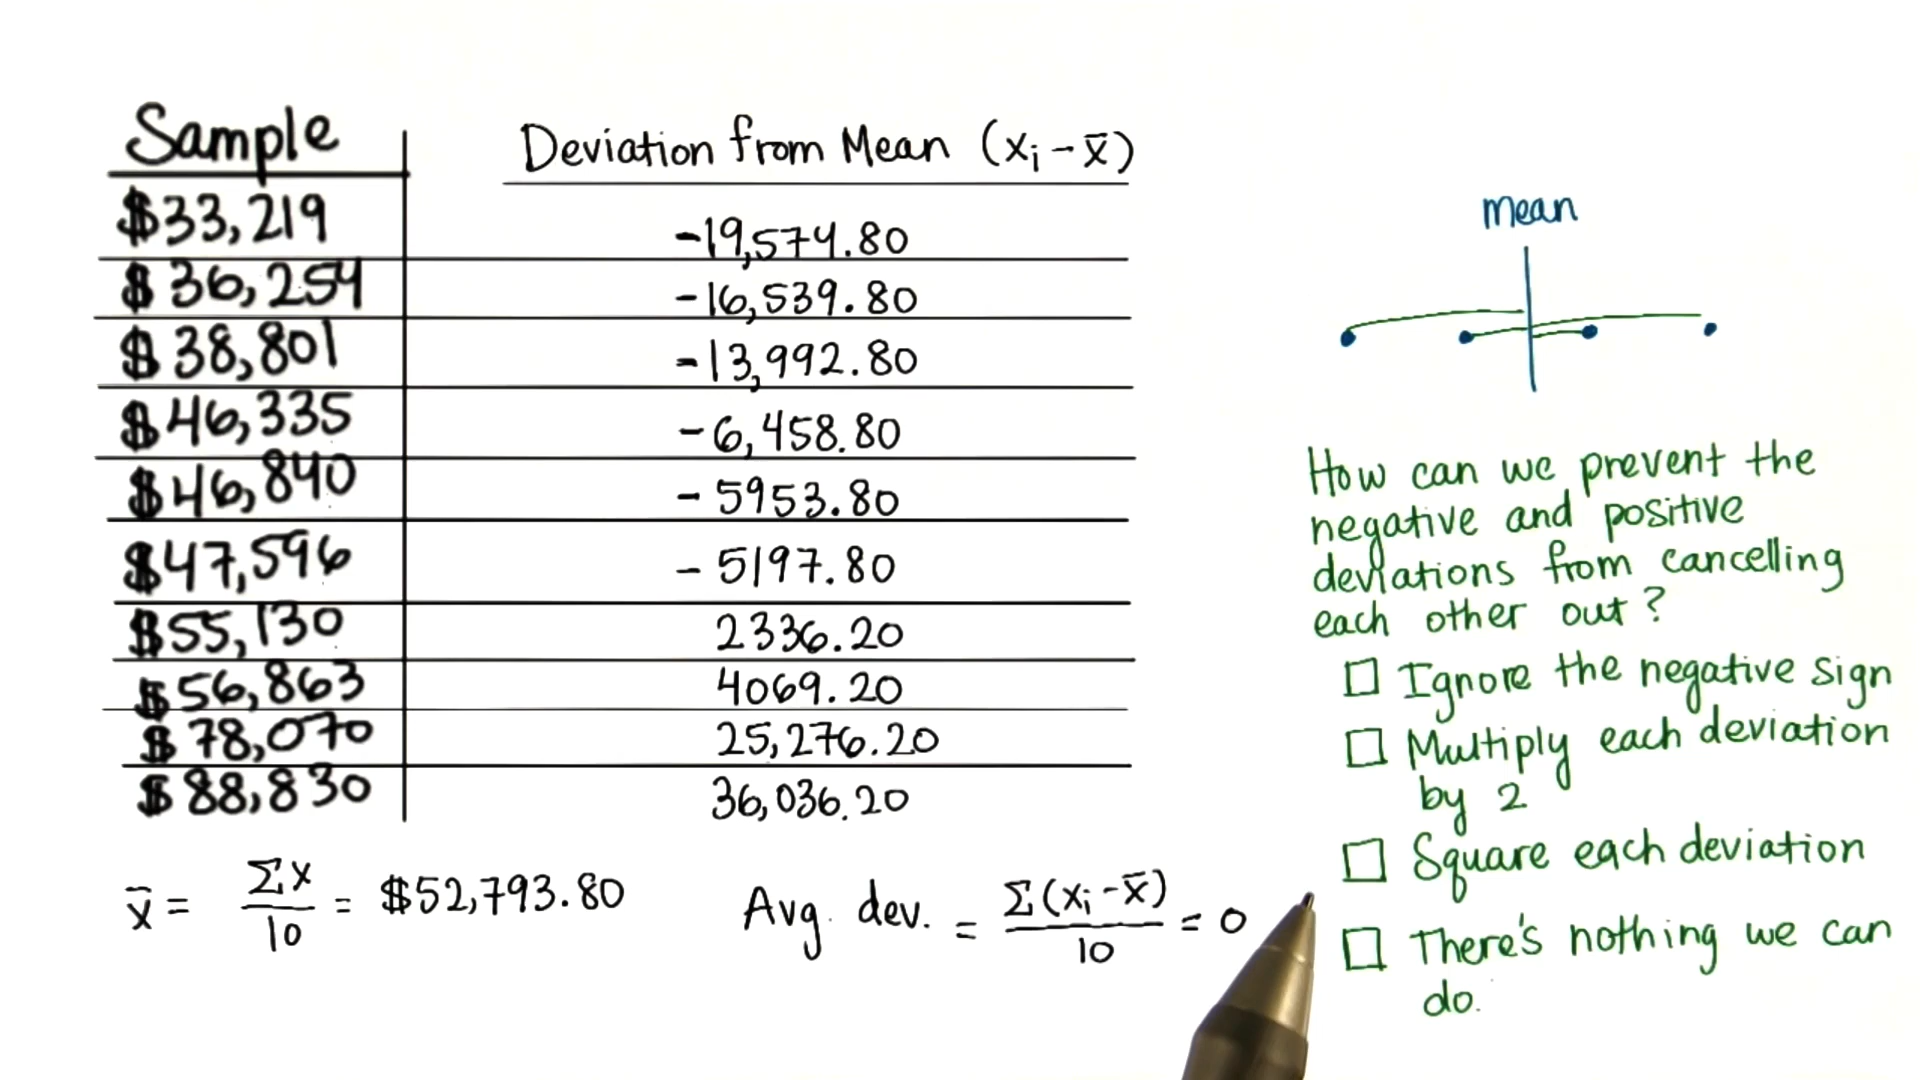 Sample
Deviation from Mean (xᵢ - x̄)
$33,219
-19,574.80
$36,254
-16,539.80
$38,801
-13,992.80
$46,335
-6,458.80
$46,840
-5953.80
$47,596
-5197.80
$55,130
2336.20
$56,863
4069.20
$78,070
25,276.20
$88,830
36,036.20
x̄ = Σx/10 = $52,793.80
Avg. dev. = Σ(xᵢ - x̄)/10 = 0
mean
How can we prevent the
negative and positive
deviations from cancelling
each other out?
Ignore the negative sign
Multiply each deviation
by 2
Square each deviation
There's nothing we can
do.